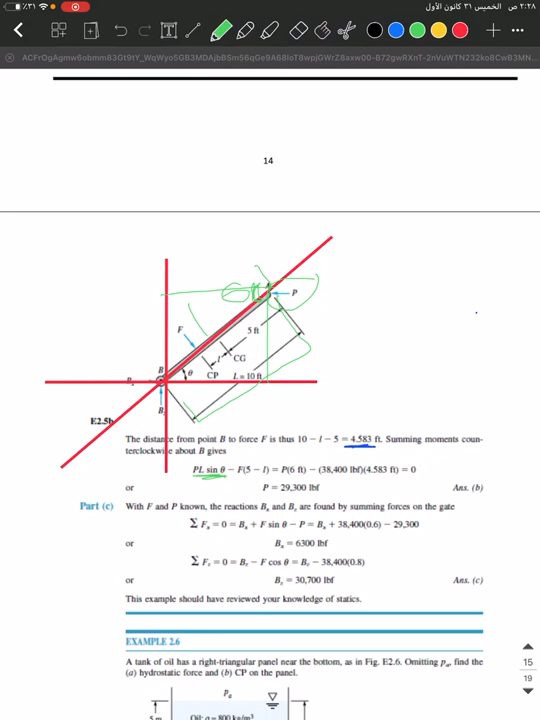 ٢:٢٨ ص الخميس ٣١ كانون الأول
٪٣١
ACFrOgAgmw6obmm83Gt9tY_WqWyo5GB3MDAjbBSm56qGe9A68IoT8wpjGWrZ8axw00-B72gwRXnT-2nVuWTN232ko8CwB3MN...
14
P
F
5 ft
l
CG
B
θ
CP
L = 10 ft
E2.5b
The distance from point B to force F is thus 10 − l − 5 = 4.583 ft. Summing moments coun-
terclockwise about B gives
PL sin θ − F(5 − l) = P(6 ft) − (38,400 lbf)(4.583 ft) = 0
or P = 29,300 lbf Ans. (b)
Part (c) With F and P known, the reactions Bx and Bz are found by summing forces on the gate
∑ Fx = 0 = Bx + F sin θ − P = Bx + 38,400(0.6) − 29,300
or Bx = 6300 lbf
∑ Fz = 0 = Bz − F cos θ = Bz − 38,400(0.8)
or Bz = 30,700 lbf Ans. (c)
This example should have reviewed your knowledge of statics.
EXAMPLE 2.6
A tank of oil has a right-triangular panel near the bottom, as in Fig. E2.6. Omitting pa, find the
(a) hydrostatic force and (b) CP on the panel.
pa
5 m
Oil: ρ = 800 kg/m³
15
19